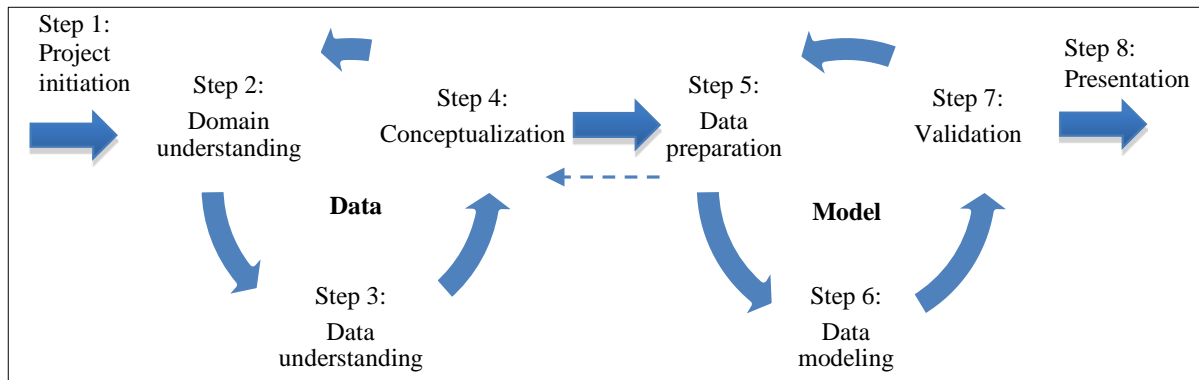 Step 1:
Project
initiation
Step 2:
Domain
understanding
Step 3:
Data
understanding
Step 4:
Conceptualization
Data
Step 5:
Data
preparation
Step 6:
Data
modeling
Step 7:
Validation
Model
Step 8:
Presentation